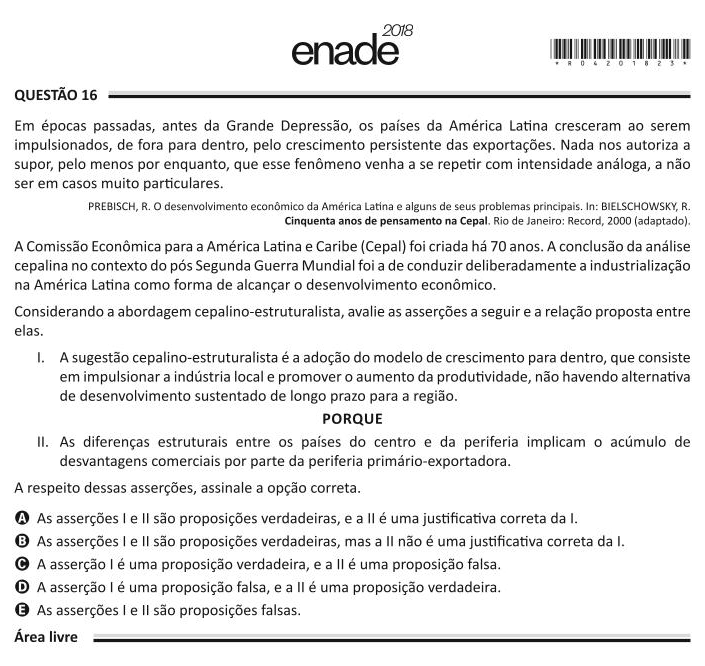 enade 2018
*R04201823*
QUESTÃO 16
Em épocas passadas, antes da Grande Depressão, os países da América Latina cresceram ao serem
impulsionados, de fora para dentro, pelo crescimento persistente das exportações. Nada nos autoriza a
supor, pelo menos por enquanto, que esse fenômeno venha a se repetir com intensidade análoga, a não
ser em casos muito particulares.
PREBISCH, R. O desenvolvimento econômico da América Latina e alguns de seus problemas principais. In: BIELSCHOWSKY, R.
Cinquenta anos de pensamento na Cepal. Rio de Janeiro: Record, 2000 (adaptado).
A Comissão Econômica para a América Latina e Caribe (Cepal) foi criada há 70 anos. A conclusão da análise
cepalina no contexto do pós Segunda Guerra Mundial foi a de conduzir deliberadamente a industrialização
na América Latina como forma de alcançar o desenvolvimento econômico.
Considerando a abordagem cepalino-estruturalista, avalie as asserções a seguir e a relação proposta entre
elas.
I. A sugestão cepalino-estruturalista é a adoção do modelo de crescimento para dentro, que consiste
em impulsionar a indústria local e promover o aumento da produtividade, não havendo alternativa
de desenvolvimento sustentado de longo prazo para a região.
PORQUE
II. As diferenças estruturais entre os países do centro e da periferia implicam o acúmulo de
desvantagens comerciais por parte da periferia primário-exportadora.
A respeito dessas asserções, assinale a opção correta.
A As asserções I e II são proposições verdadeiras, e a II é uma justificativa correta da I.
B As asserções I e II são proposições verdadeiras, mas a II não é uma justificativa correta da I.
C A asserção I é uma proposição verdadeira, e a II é uma proposição falsa.
D A asserção I é uma proposição falsa, e a II é uma proposição verdadeira.
E As asserções I e II são proposições falsas.
Área livre